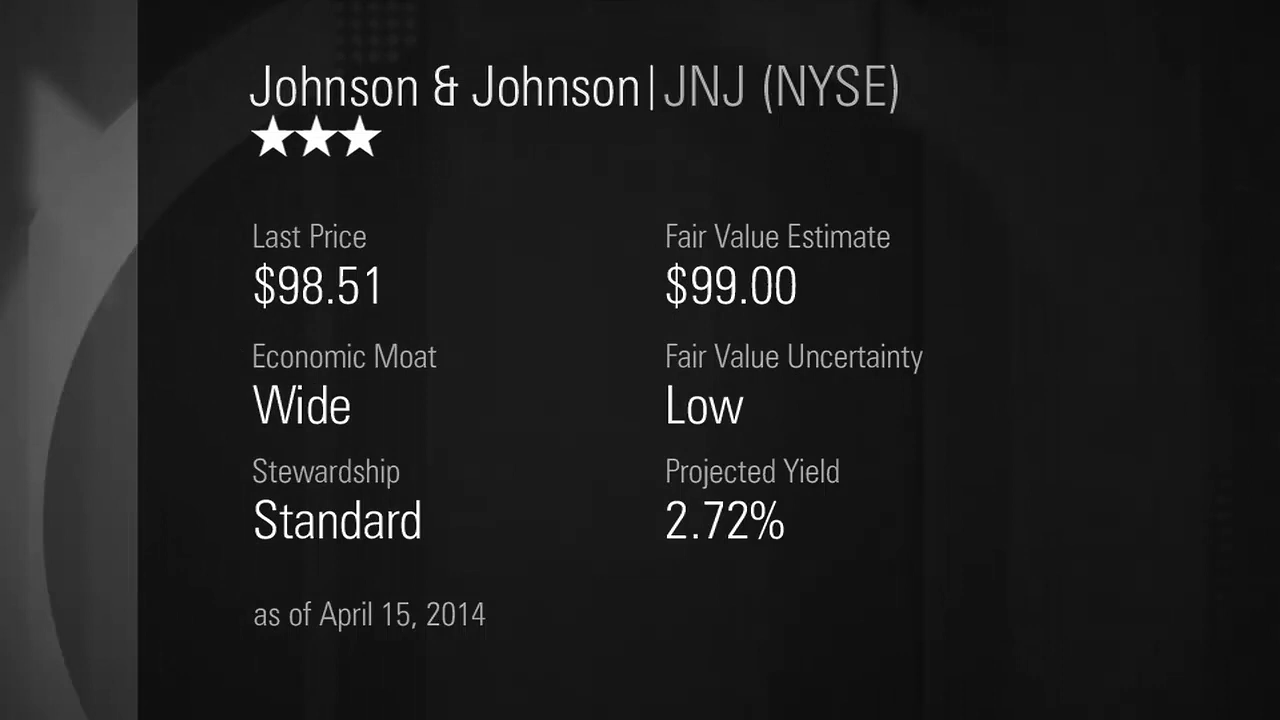 Johnson & Johnson | JNJ (NYSE)
Last Price
$98.51
Fair Value Estimate
$99.00
Economic Moat
Wide
Fair Value Uncertainty
Low
Stewardship
Standard
Projected Yield
2.72%
as of April 15, 2014